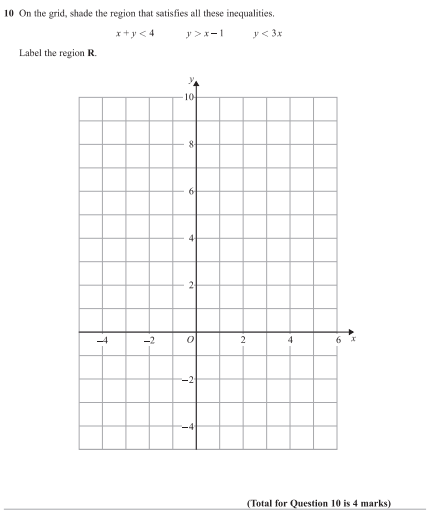 10 On the grid, shade the region that satisfies all these inequalities.
x + y < 4 y > x − 1 y < 3x
Label the region R.
y
10
8
6
4
2
−4 −2 O 2 4 6 x
−2
−4
(Total for Question 10 is 4 marks)